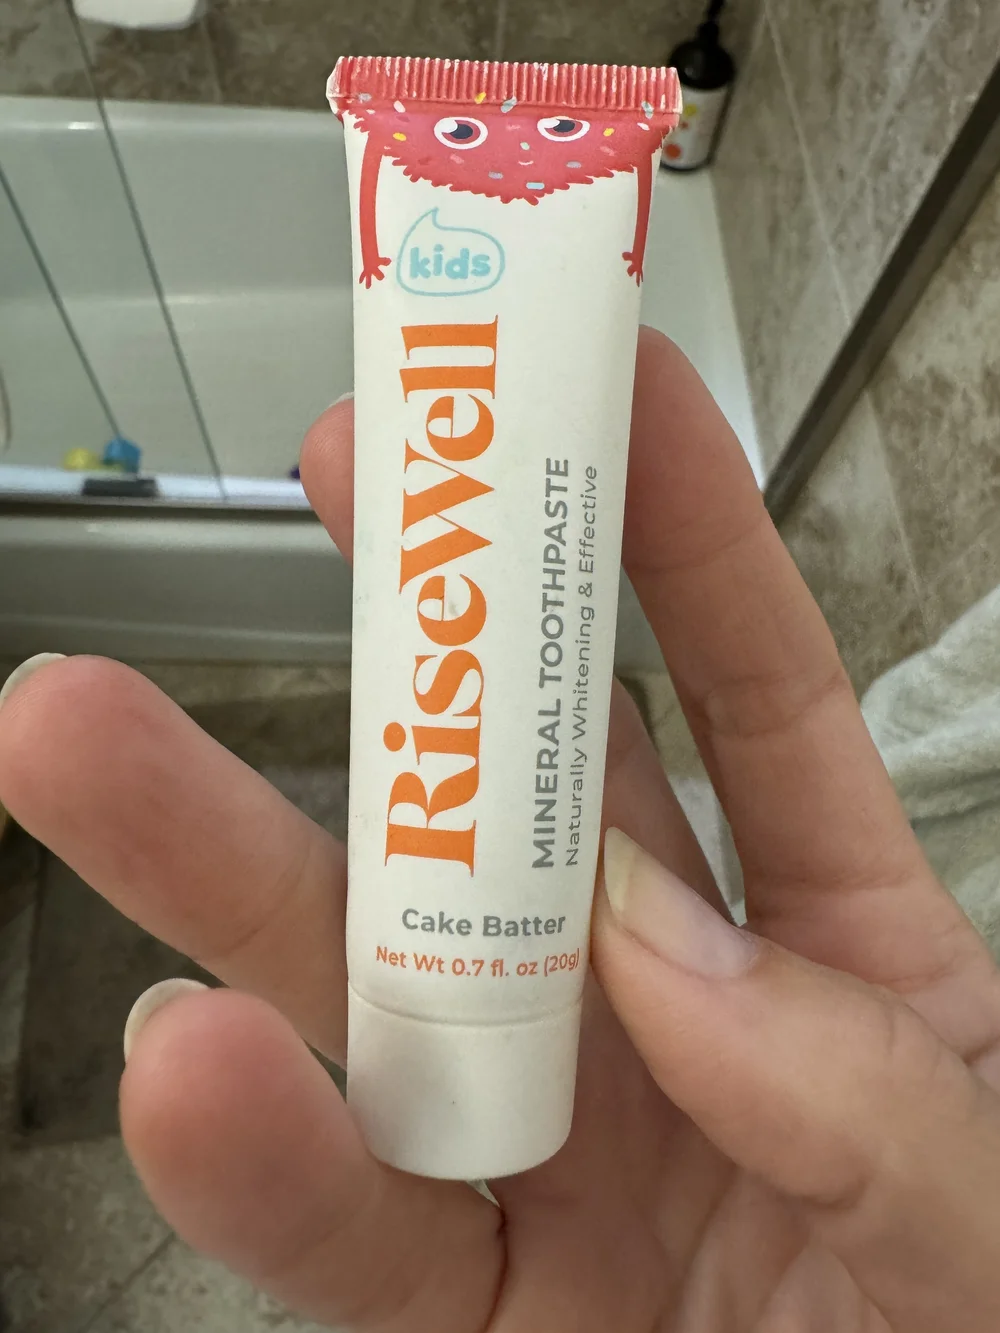 kids
RiseWell
MINERAL TOOTHPASTE
Naturally Whitening & Effective
Cake Batter
Net Wt 0.7 fl. oz (20g)